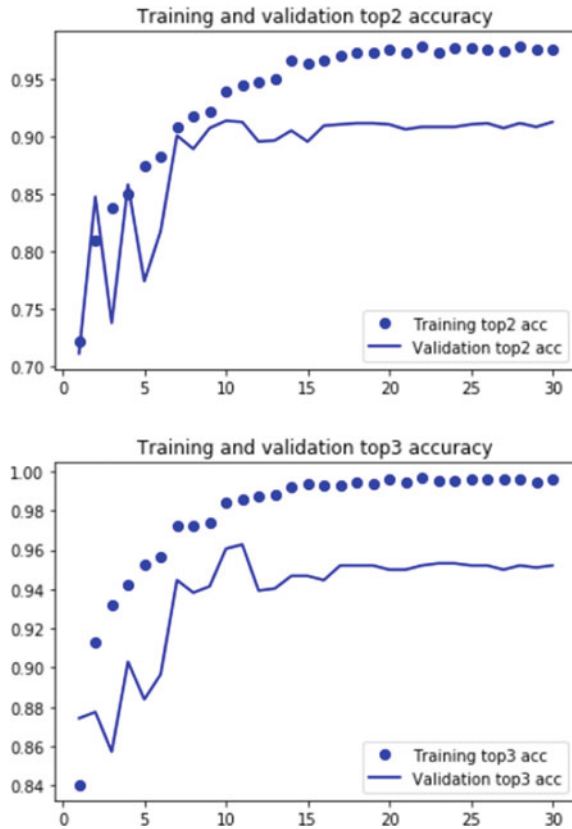 Training and validation top2 accuracy
0.95
0.90
0.85
0.80
0.75
0.70
Training top2 acc
Validation top2 acc
0 5 10 15 20 25 30
Training and validation top3 accuracy
1.00
0.98
0.96
0.94
0.92
0.90
0.88
0.86
0.84
Training top3 acc
Validation top3 acc
0 5 10 15 20 25 30